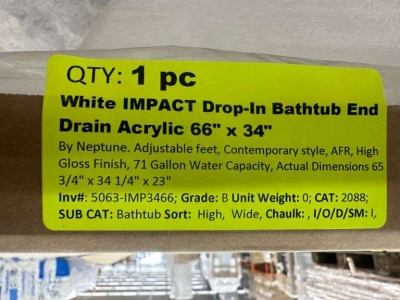 QTY: 1 pc
White IMPACT Drop-In Bathtub End
Drain Acrylic 66" x 34"
By Neptune. Adjustable feet, Contemporary style, AFR, High
Gloss Finish, 71 Gallon Water Capacity, Actual Dimensions 65
3/4" x 34 1/4" x 23"
Inv#: 5063-IMP3466; Grade: B Unit Weight: 0; CAT: 2088;
SUB CAT: Bathtub Sort: High, Wide, Chaulk: , I/O/D/SM: I,